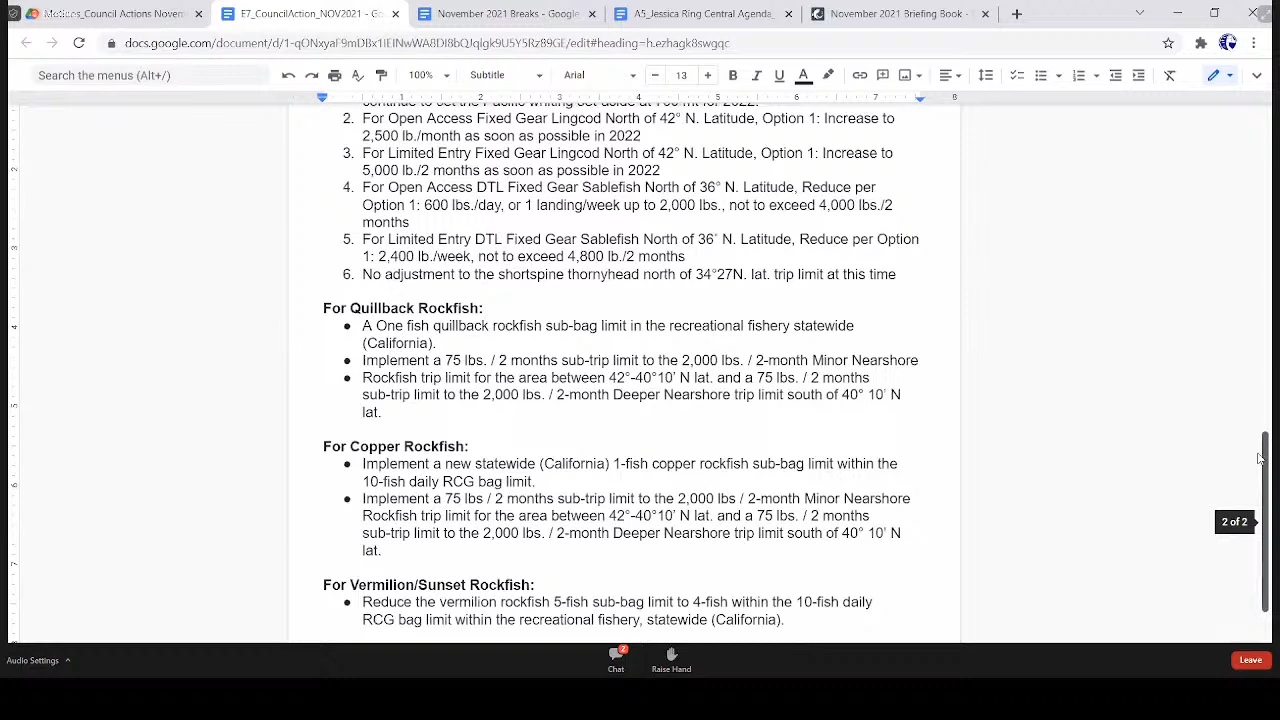 Motions_Council Actions Novem
E7_CouncilAction_NOV2021 - Go
November 2021 Breaks - Google
A5_Jessica Ring Centra Agenda_
November 2021 Briefing Book -
Search the menus (Alt+/)
100%
Subtitle
Arial
13
1 2 3 4 5 6 7 8
2. For Open Access Fixed Gear Lingcod North of 42° N. Latitude, Option 1: Increase to
2,500 lb./month as soon as possible in 2022
3. For Limited Entry Fixed Gear Lingcod North of 42° N. Latitude, Option 1: Increase to
5,000 lb./2 months as soon as possible in 2022
4. For Open Access DTL Fixed Gear Sablefish North of 36° N. Latitude, Reduce per
Option 1: 600 lbs./day, or 1 landing/week up to 2,000 lbs., not to exceed 4,000 lbs./2
months
5. For Limited Entry DTL Fixed Gear Sablefish North of 36° N. Latitude, Reduce per Option
1: 2,400 lb./week, not to exceed 4,800 lb./2 months
6. No adjustment to the shortspine thornyhead north of 34°27N. lat. trip limit at this time
For Quillback Rockfish:
● A One fish quillback rockfish sub-bag limit in the recreational fishery statewide
(California).
● Implement a 75 lbs. / 2 months sub-trip limit to the 2,000 lbs. / 2-month Minor Nearshore
● Rockfish trip limit for the area between 42°-40°10' N lat. and a 75 lbs. / 2 months
sub-trip limit to the 2,000 lbs. / 2-month Deeper Nearshore trip limit south of 40° 10' N
lat.
For Copper Rockfish:
● Implement a new statewide (California) 1-fish copper rockfish sub-bag limit within the
10-fish daily RCG bag limit.
● Implement a 75 lbs / 2 months sub-trip limit to the 2,000 lbs / 2-month Minor Nearshore
Rockfish trip limit for the area between 42°-40°10' N lat. and a 75 lbs. / 2 months
sub-trip limit to the 2,000 lbs. / 2-month Deeper Nearshore trip limit south of 40° 10' N
lat.
For Vermilion/Sunset Rockfish:
● Reduce the vermilion rockfish 5-fish sub-bag limit to 4-fish within the 10-fish daily
RCG bag limit within the recreational fishery, statewide (California).
2 of 2
Audio Settings
2
Chat
Raise Hand
Leave